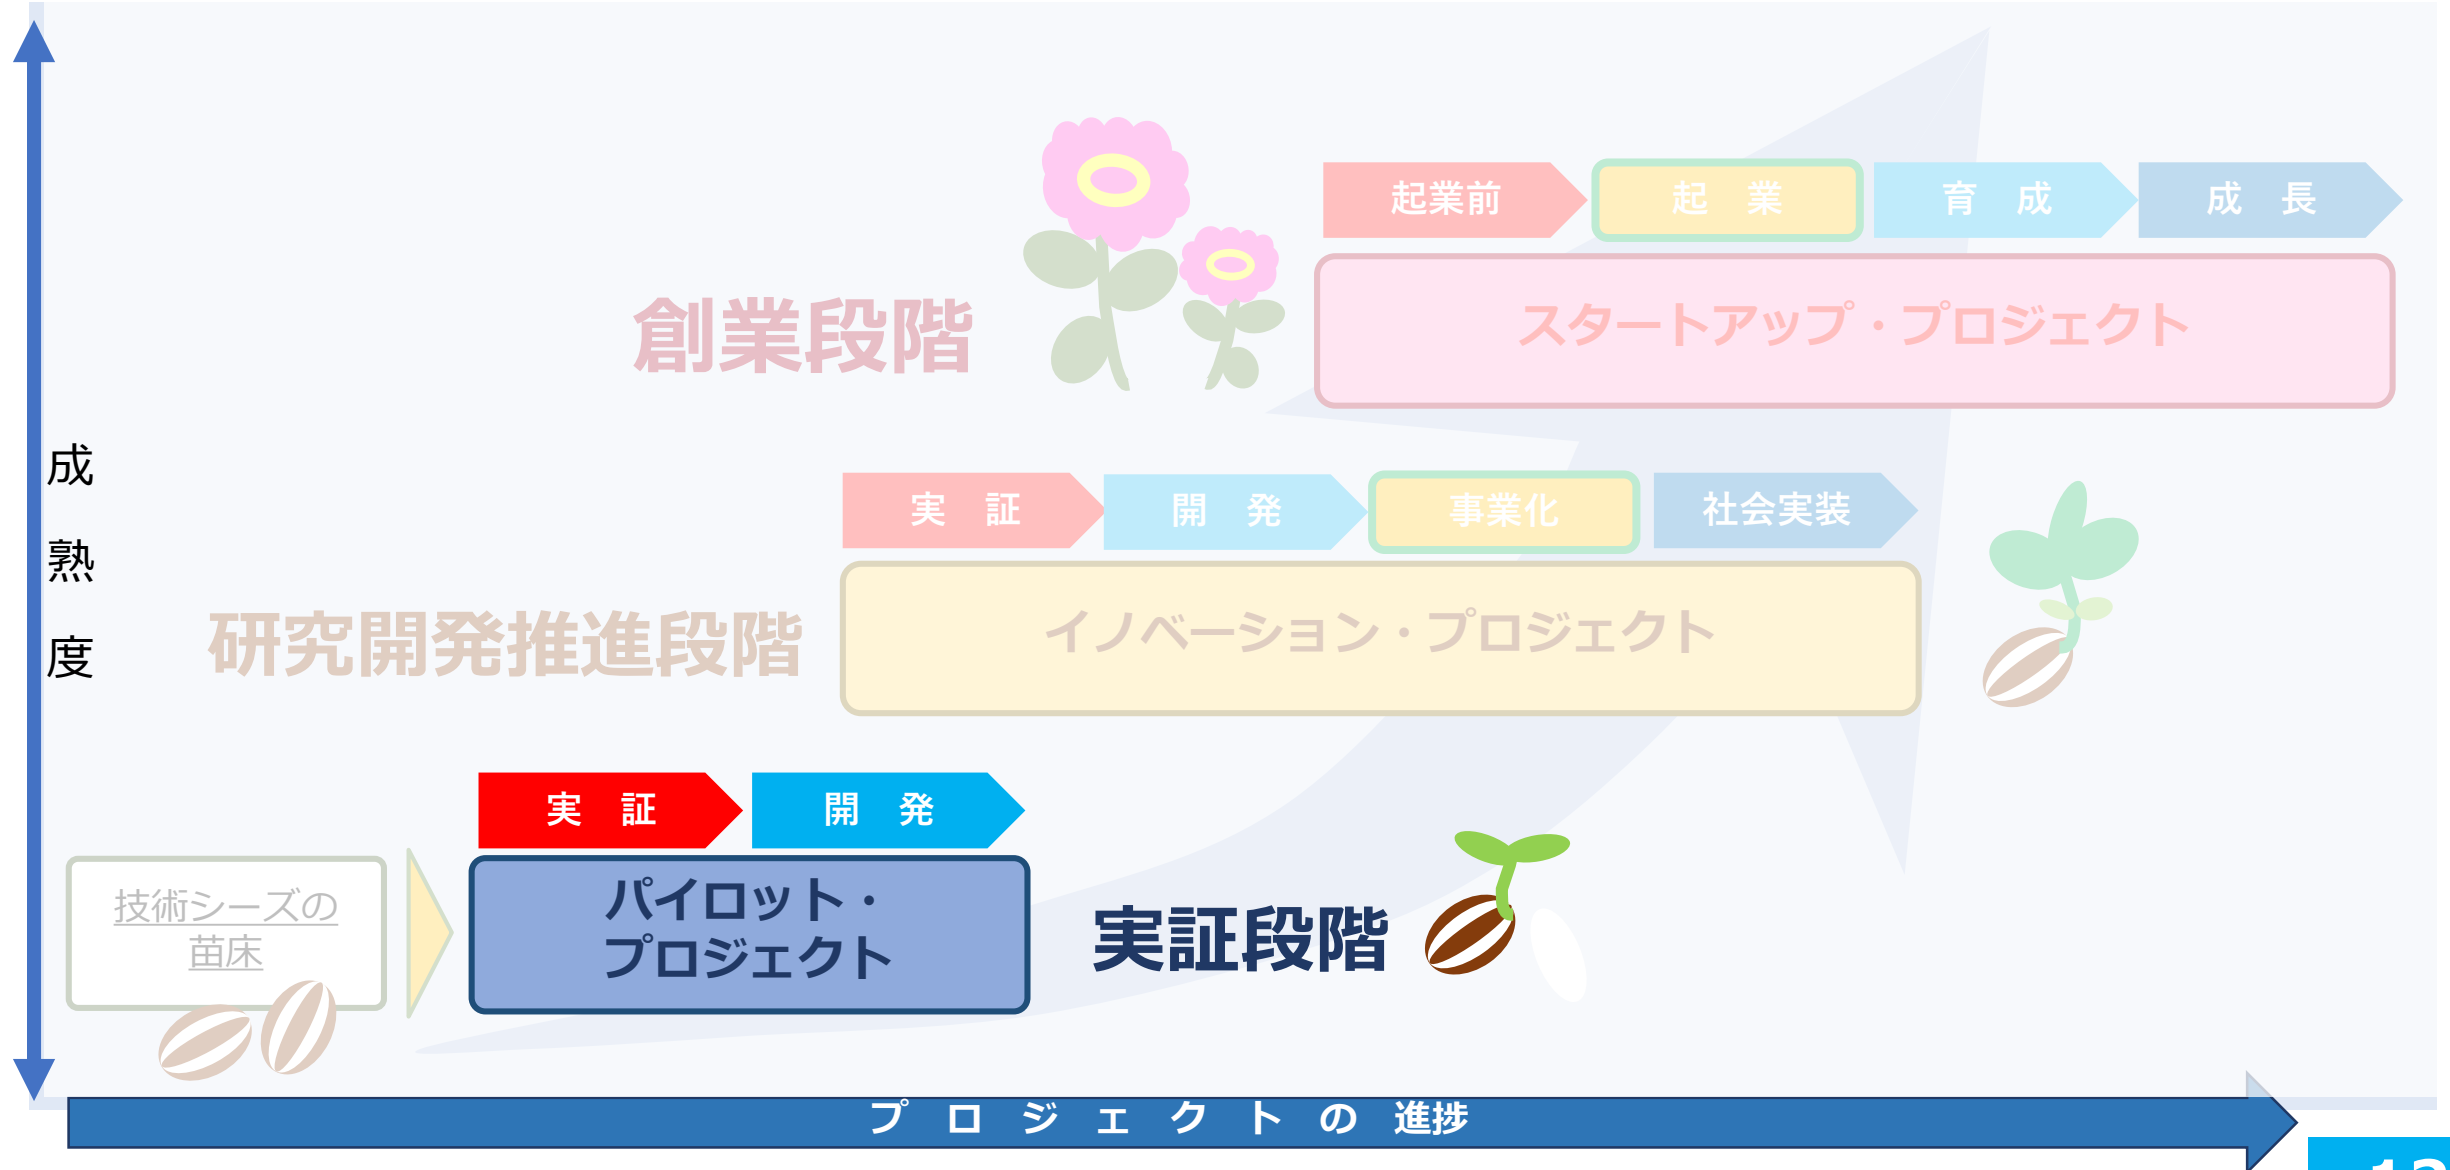 起業前
起　業
育　成
成　長
創業段階
スタートアップ・プロジェクト
成
熟
度
実　証
開　発
事業化
社会実装
研究開発推進段階
イノベーション・プロジェクト
実　証
開　発
技術シーズの
苗床
パイロット・
プロジェクト
実証段階
プ　ロ　ジ　ェ　ク　ト　の　進捗